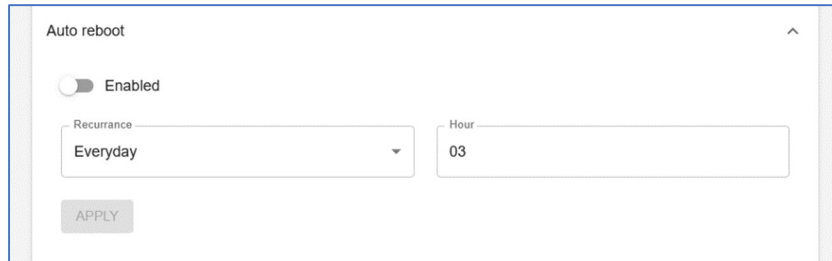 Auto reboot
Enabled
Recurrance
Hour
Everyday
03
APPLY